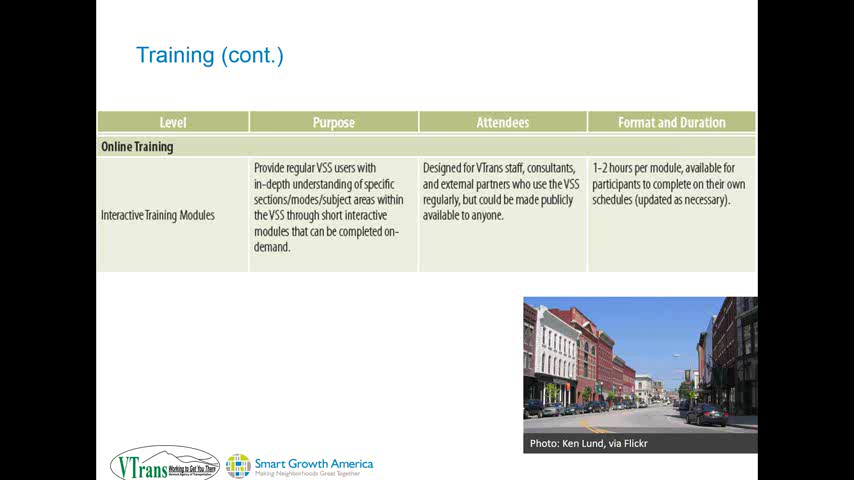 Training (cont.)
Level Purpose Attendees Format and Duration
Online Training
Interactive Training Modules
Provide regular VSS users with
in-depth understanding of specific
sections/modes/subject areas within
the VSS through short interactive
modules that can be completed on-
demand.
Designed for VTrans staff, consultants,
and external partners who use the VSS
regularly, but could be made publicly
available to anyone.
1-2 hours per module, available for
participants to complete on their own
schedules (updated as necessary).
Photo: Ken Lund, via Flickr
VTrans Working to Get You There
Vermont Agency of Transportation
Smart Growth America
Making Neighborhoods Great Together